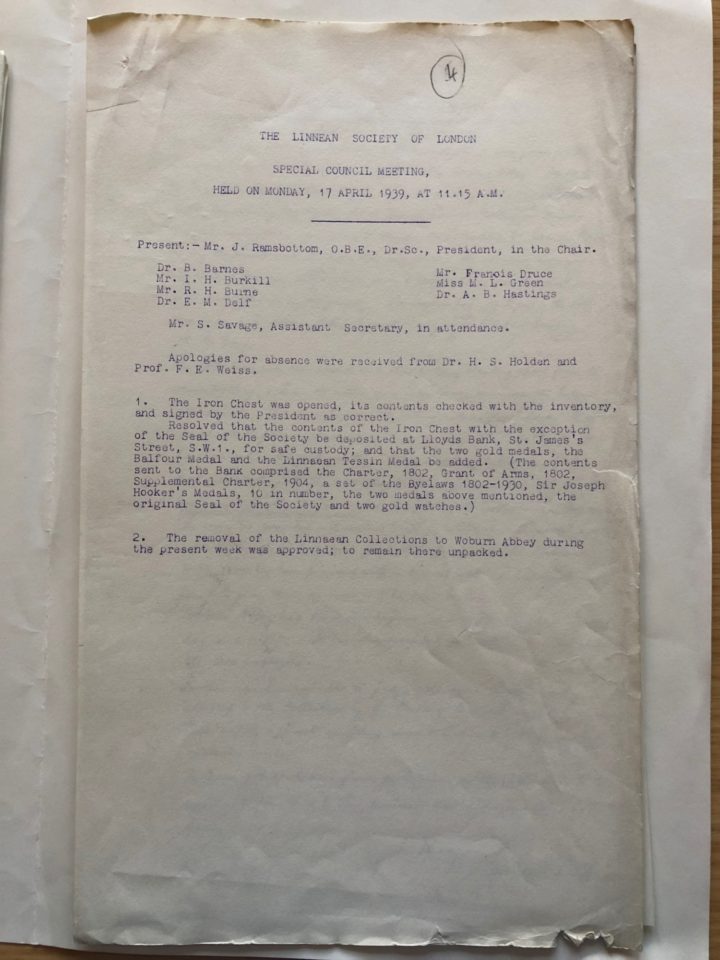 14
THE LINNEAN SOCIETY OF LONDON
SPECIAL COUNCIL MEETING,
HELD ON MONDAY, 17 APRIL 1939, AT 11.15 A.M.
Present:- Mr. J. Ramsbottom, O.B.E., Dr.Sc., President, in the Chair.
Dr. B. Barnes
Mr. I. H. Burkill
Mr. R. H. Burne
Dr. E. M. Delf
Mr. Francis Druce
Miss M. L. Green
Dr. A. B. Hastings
Mr. S. Savage, Assistant Secretary, in attendance.
Apologies for absence were received from Dr. H. S. Holden and
Prof. F. E. Weiss.
1. The Iron Chest was opened, its contents checked with the inventory,
and signed by the President as correct.
Resolved that the contents of the Iron Chest with the exception
of the Seal of the Society be deposited at Lloyds Bank, St. James's
Street, S.W.1., for safe custody; and that the two gold medals, the
Balfour Medal and the Linnaean Tessin Medal be added. (The contents
sent to the Bank comprised the Charter, 1802, Grant of Arms, 1802,
Supplemental Charter, 1904, a set of the Byelaws 1802-1930, Sir Joseph
Hooker's Medals, 10 in number, the two medals above mentioned, the
original Seal of the Society and two gold watches.)
2. The removal of the Linnaean Collections to Woburn Abbey during
the present week was approved; to remain there unpacked.